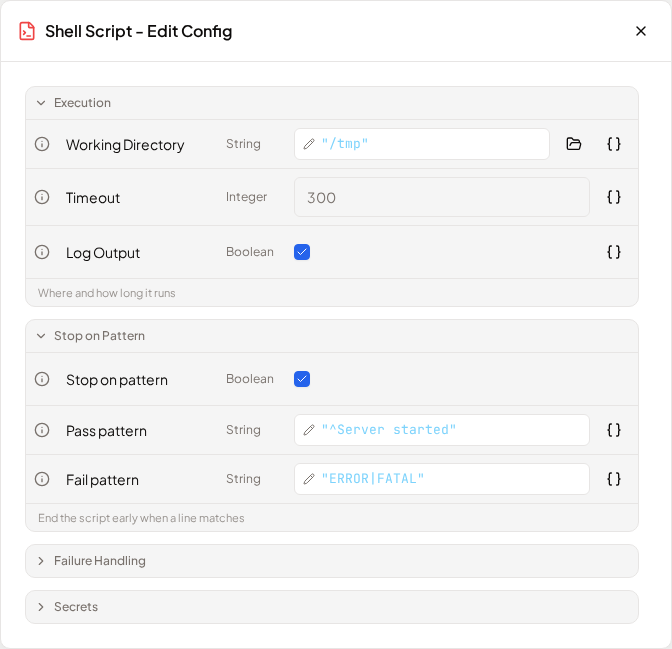 Shell Script - Edit Config
Execution
Working Directory String "/tmp" { }
Timeout Integer 300 { }
Log Output Boolean { }
Where and how long it runs
Stop on Pattern
Stop on pattern Boolean
Pass pattern String "^Server started" { }
Fail pattern String "ERROR|FATAL" { }
End the script early when a line matches
Failure Handling
Secrets